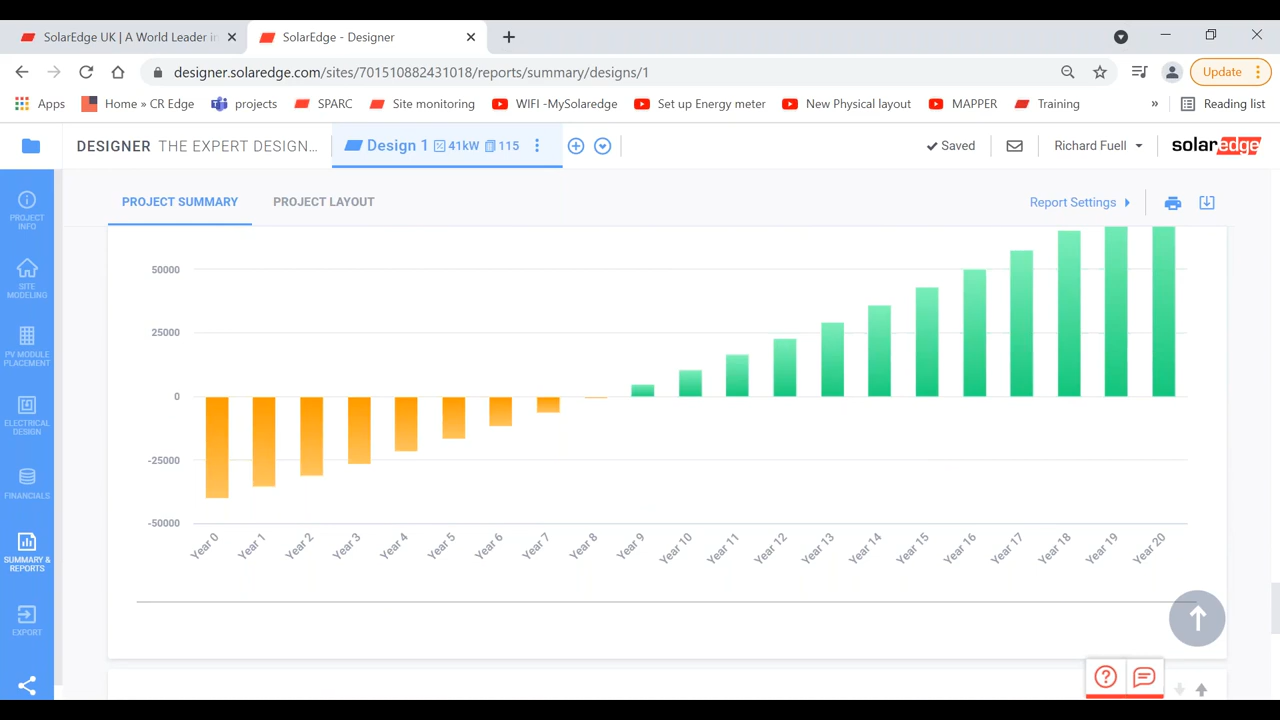 SolarEdge UK | A World Leader in
SolarEdge - Designer
designer.solaredge.com/sites/701510882431013/reports/summary/designs/1
Update
Apps
Home » CR Edge
projects
SPARC
Site monitoring
WIFI -MySolaredge
Set up Energy meter
New Physical layout
MAPPER
Training
»
Reading list
DESIGNER THE EXPERT DESIGN...
Design 1 41kW 115
Saved
Richard Fuell
solaredge
PROJECT INFO
SITE MODELING
PV MODULE PLACEMENT
ELECTRICAL DESIGN
FINANCIALS
SUMMARY & REPORTS
EXPORT
PROJECT SUMMARY
PROJECT LAYOUT
Report Settings
50000
25000
0
-25000
-50000
Year 0
Year 1
Year 2
Year 3
Year 4
Year 5
Year 6
Year 7
Year 8
Year 9
Year 10
Year 11
Year 12
Year 13
Year 14
Year 15
Year 16
Year 17
Year 18
Year 19
Year 20